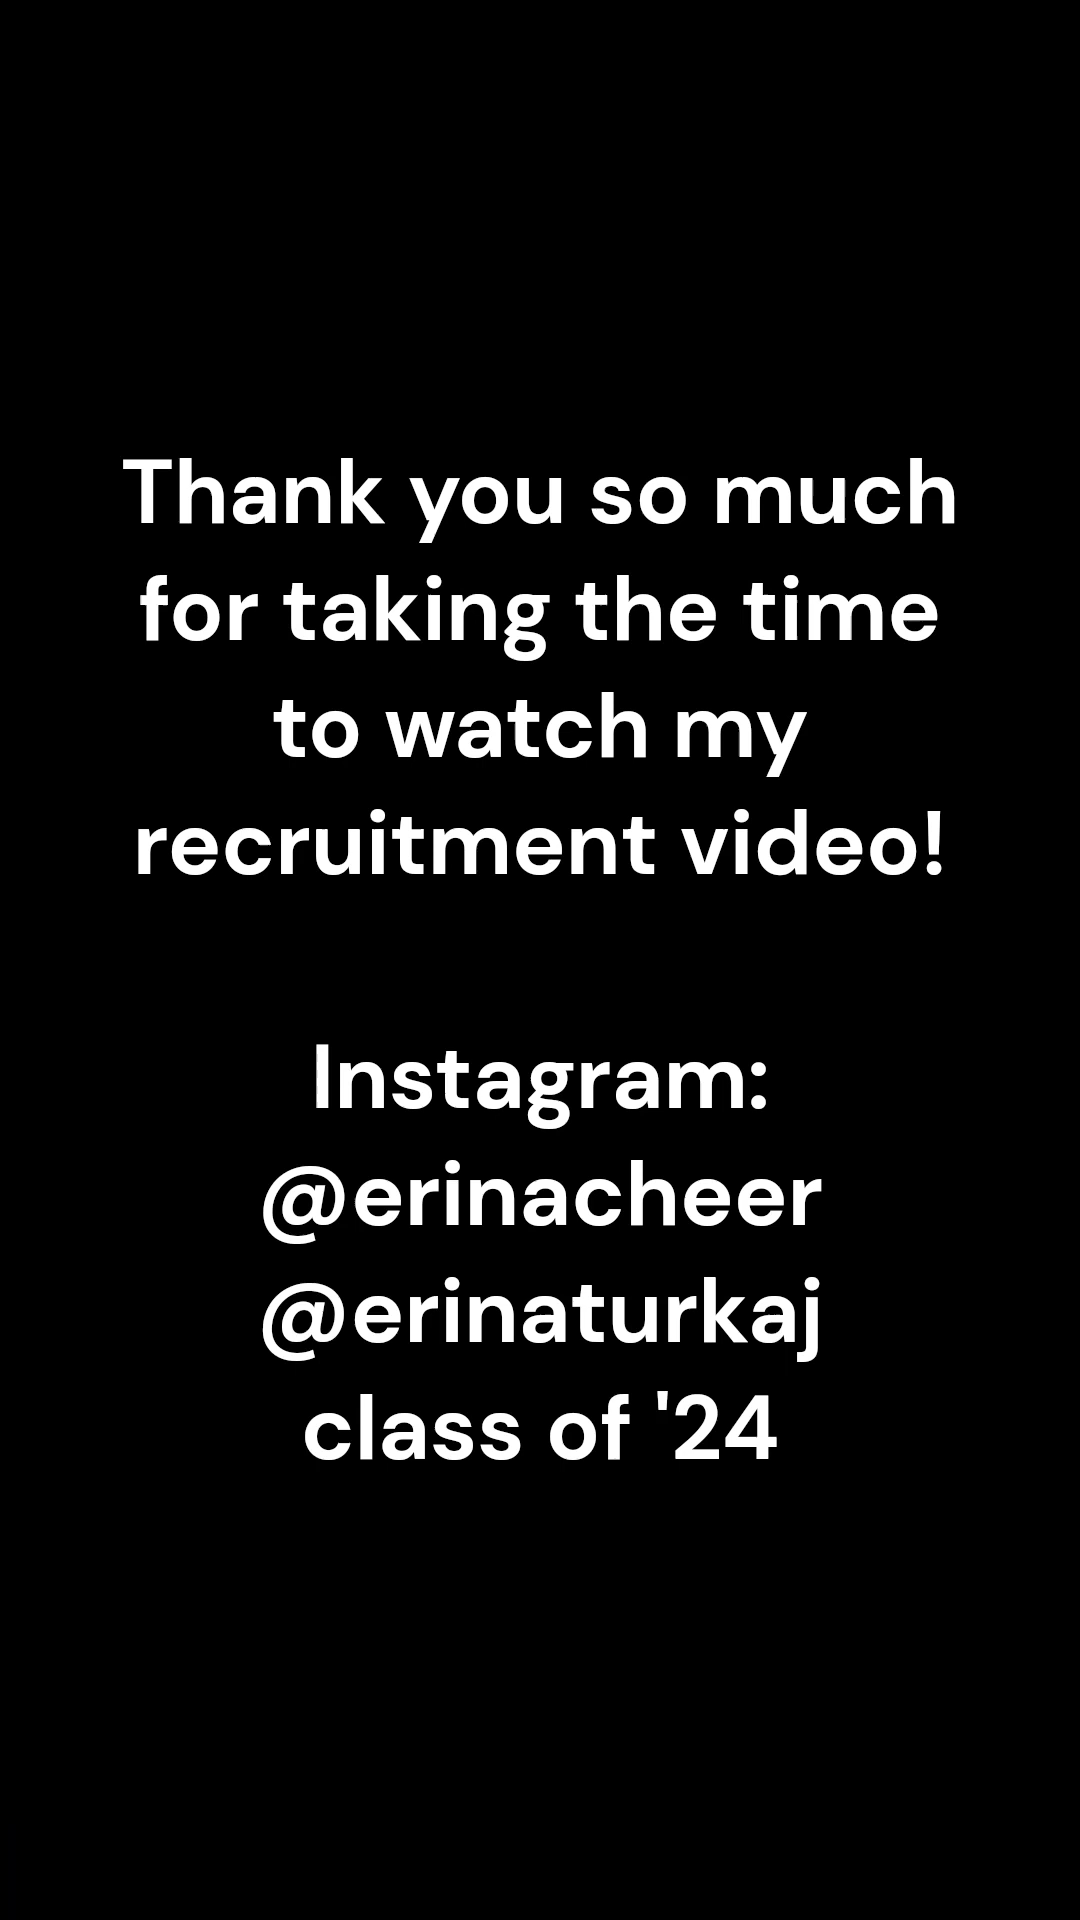 Thank you so much
for taking the time
to watch my
recruitment video!
Instagram:
@erinacheer
@erinaturkaj
class of '24